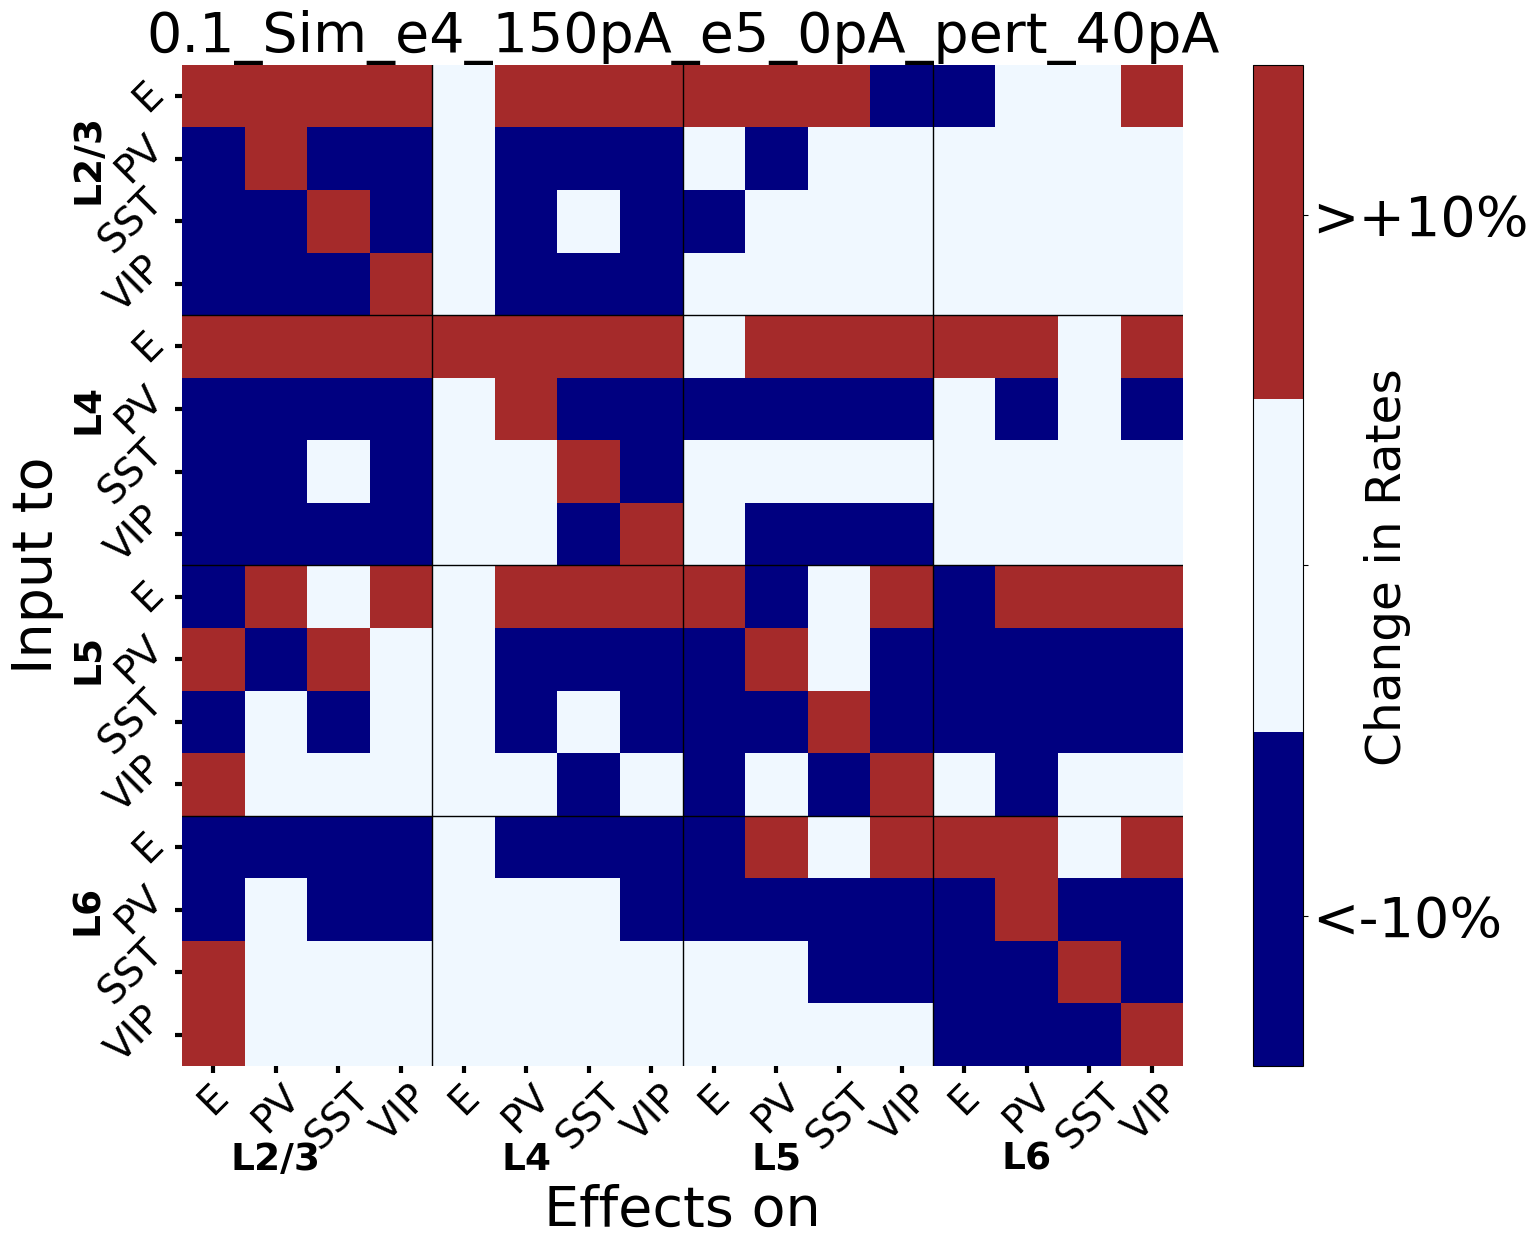 0.1_Sim_e4_150pA_e5_0pA_pert_40pA
Input to
L2/3
E
PV
SST
VIP
L4
E
PV
SST
VIP
L5
E
PV
SST
VIP
L6
E
PV
SST
VIP
E
PV
SST
VIP
E
PV
SST
VIP
E
PV
SST
VIP
E
PV
SST
VIP
L2/3
L4
L5
L6
Effects on
>+10%
<-10%
Change in Rates